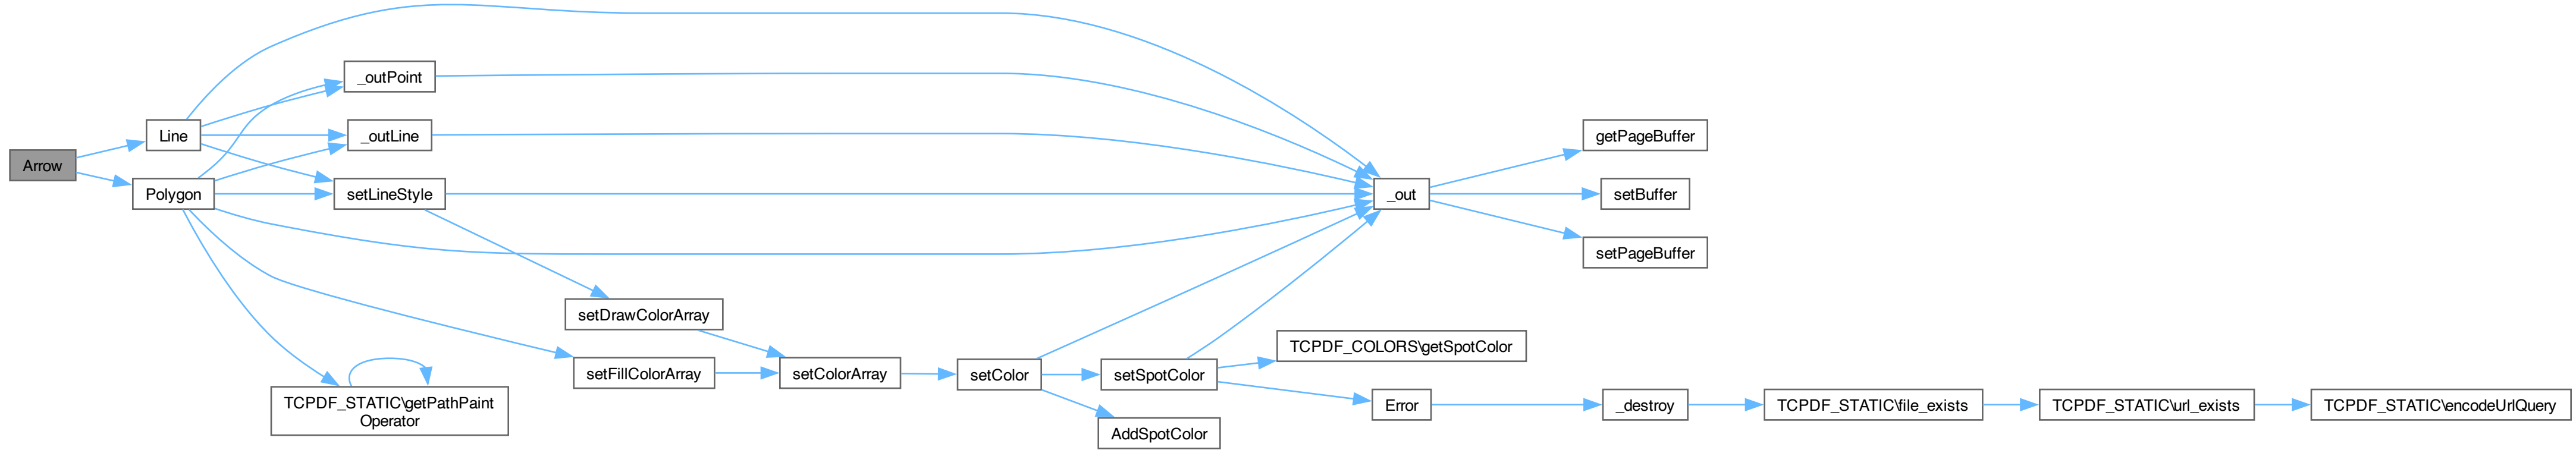 Arrow
Line
Polygon
_outPoint
_outLine
setLineStyle
TCPDF_STATIC\getPathPaint
Operator
setDrawColorArray
setFillColorArray
setColorArray
setColor
setSpotColor
AddSpotColor
TCPDF_COLORS\getSpotColor
_out
Error
getPageBuffer
setBuffer
setPageBuffer
_destroy
TCPDF_STATIC\file_exists
TCPDF_STATIC\url_exists
TCPDF_STATIC\encodeUrlQuery